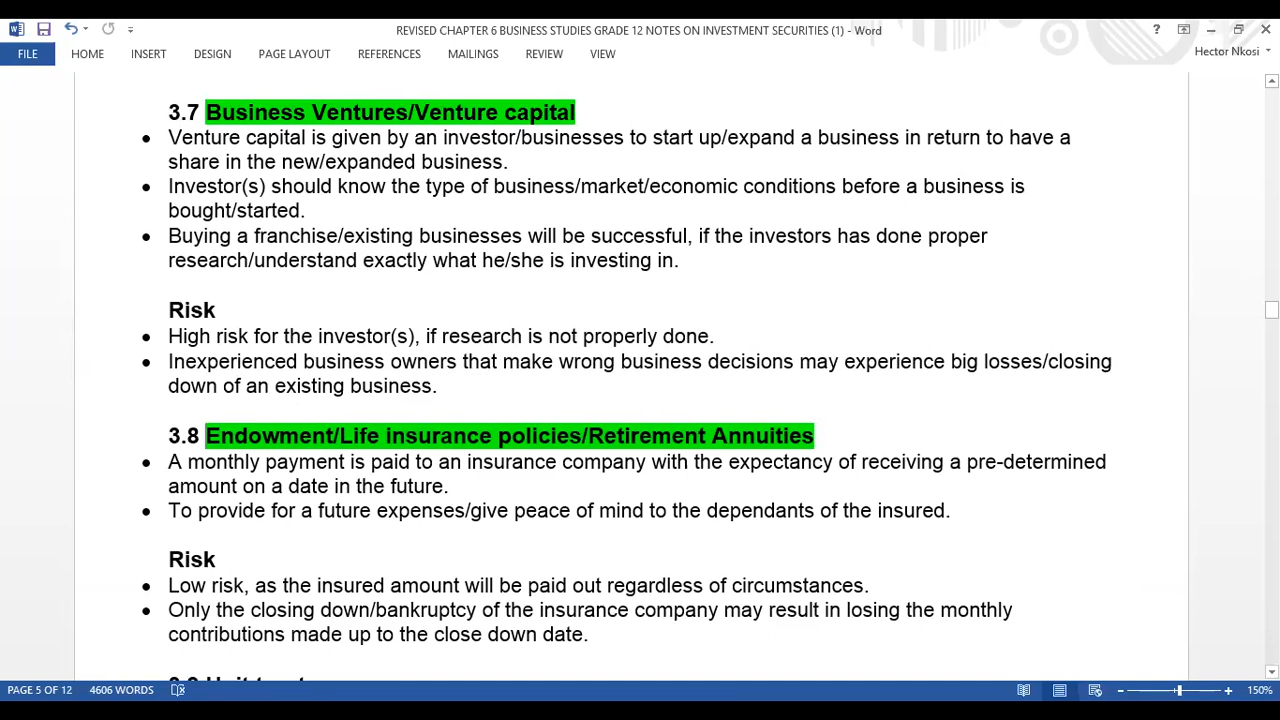 REVISED CHAPTER 6 BUSINESS STUDIES GRADE 12 NOTES ON INVESTMENT SECURITIES (1) - Word
?
FILE HOME INSERT DESIGN PAGE LAYOUT REFERENCES MAILINGS REVIEW VIEW Hector Nkosi
3.7 Business Ventures/Venture capital
• Venture capital is given by an investor/businesses to start up/expand a business in return to have a
share in the new/expanded business.
• Investor(s) should know the type of business/market/economic conditions before a business is
bought/started.
• Buying a franchise/existing businesses will be successful, if the investors has done proper
research/understand exactly what he/she is investing in.
Risk
• High risk for the investor(s), if research is not properly done.
• Inexperienced business owners that make wrong business decisions may experience big losses/closing
down of an existing business.
3.8 Endowment/Life insurance policies/Retirement Annuities
• A monthly payment is paid to an insurance company with the expectancy of receiving a pre-determined
amount on a date in the future.
• To provide for a future expenses/give peace of mind to the dependants of the insured.
Risk
• Low risk, as the insured amount will be paid out regardless of circumstances.
• Only the closing down/bankruptcy of the insurance company may result in losing the monthly
contributions made up to the close down date.
PAGE 5 OF 12 4606 WORDS 150%